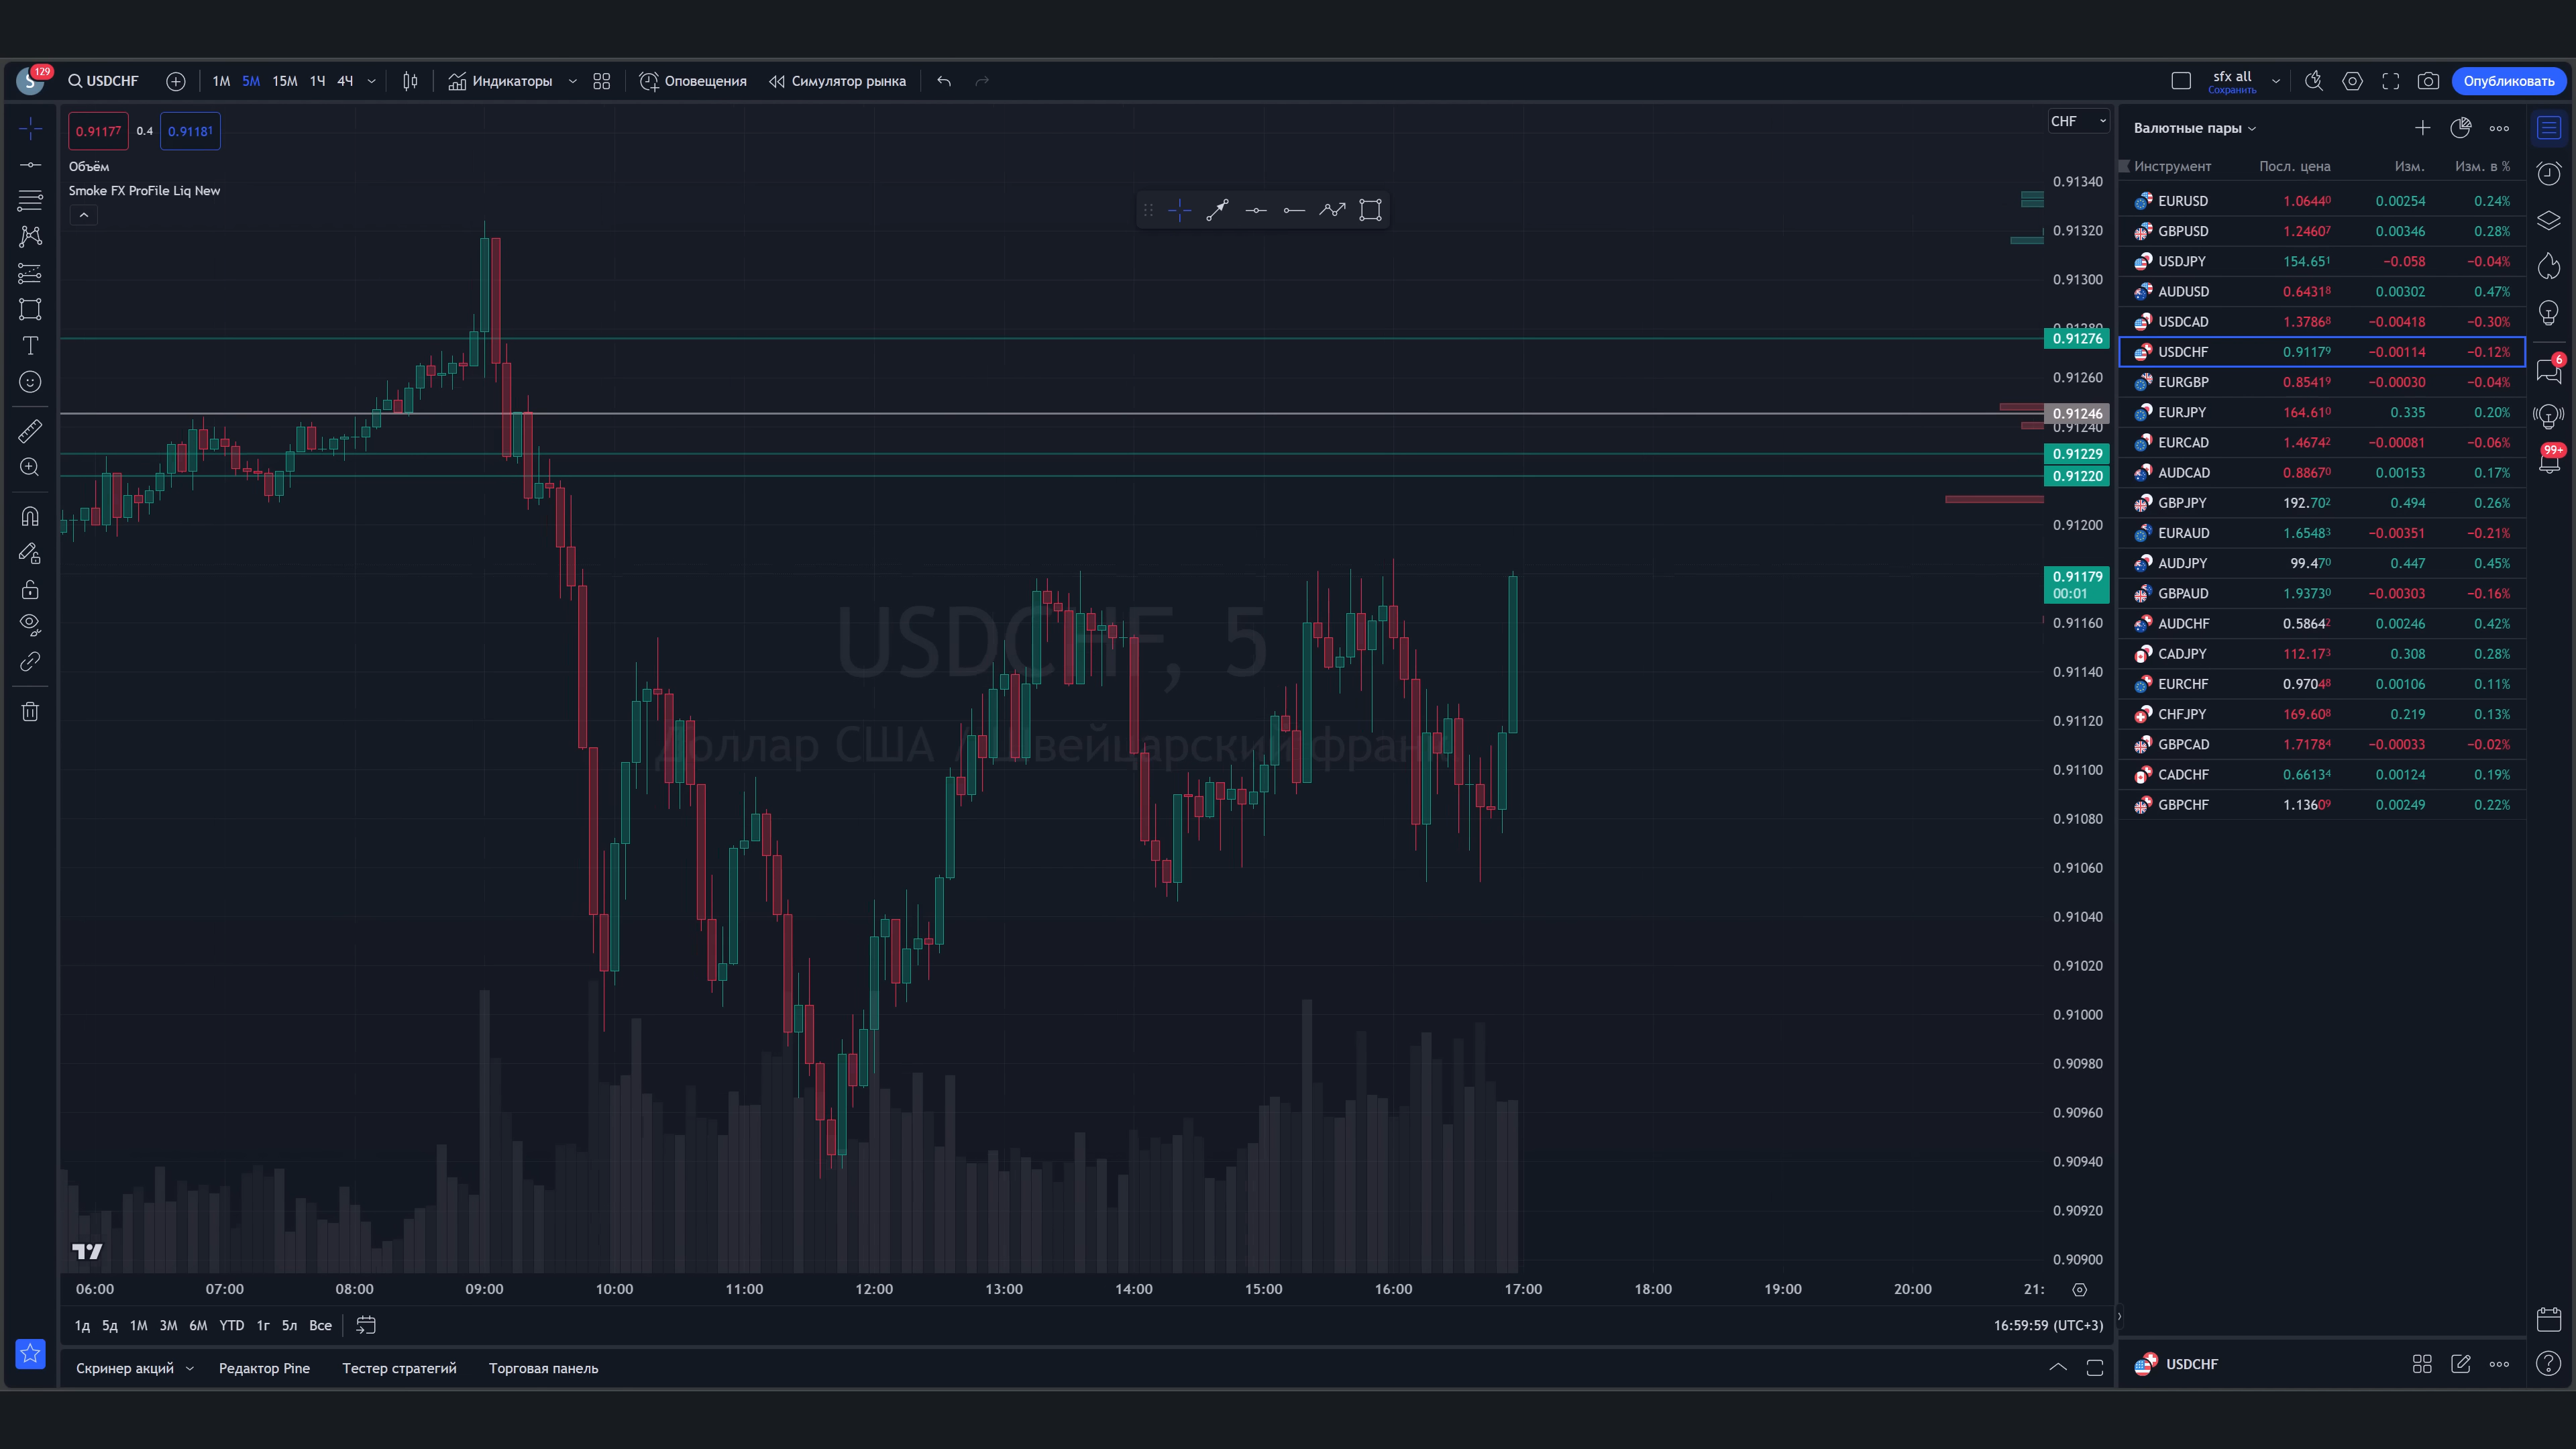 S 129 USDCHF 1М 5М 15М 1Ч 4Ч Индикаторы Оповещения Симулятор рынка sfx all Сохранить Опубликовать
0.91177 0.4 0.91181
Объём
Smoke FX ProFile Liq New
USDCHF, 5
Доллар США / Швейцарский франк
CHF
0.91340
0.91320
0.91300
0.91280
0.91276
0.91260
0.91246
0.91240
0.91229
0.91220
0.91200
0.91179
00:01
0.91160
0.91140
0.91120
0.91100
0.91080
0.91060
0.91040
0.91020
0.91000
0.90980
0.90960
0.90940
0.90920
0.90900
06:00 07:00 08:00 09:00 10:00 11:00 12:00 13:00 14:00 15:00 16:00 17:00 18:00 19:00 20:00 21:
1д 5д 1М 3М 6М YTD 1г 5л Все 16:59:59 (UTC+3)
Скринер акций Редактор Pine Тестер стратегий Торговая панель
Валютные пары
Инструмент Посл. цена Изм. Изм. в %
EURUSD 1.06440 0.00254 0.24%
GBPUSD 1.24607 0.00346 0.28%
USDJPY 154.651 −0.058 −0.04%
AUDUSD 0.64318 0.00302 0.47%
USDCAD 1.37868 −0.00418 −0.30%
USDCHF 0.91179 −0.00114 −0.12%
EURGBP 0.85419 −0.00030 −0.04%
EURJPY 164.610 0.335 0.20%
EURCAD 1.46742 −0.00081 −0.06%
AUDCAD 0.88670 0.00153 0.17%
GBPJPY 192.702 0.494 0.26%
EURAUD 1.65483 −0.00351 −0.21%
AUDJPY 99.470 0.447 0.45%
GBPAUD 1.93730 −0.00303 −0.16%
AUDCHF 0.58642 0.00246 0.42%
CADJPY 112.173 0.308 0.28%
EURCHF 0.97048 0.00106 0.11%
CHFJPY 169.608 0.219 0.13%
GBPCAD 1.71784 −0.00033 −0.02%
CADCHF 0.66134 0.00124 0.19%
GBPCHF 1.13609 0.00249 0.22%
USDCHF
6
99+